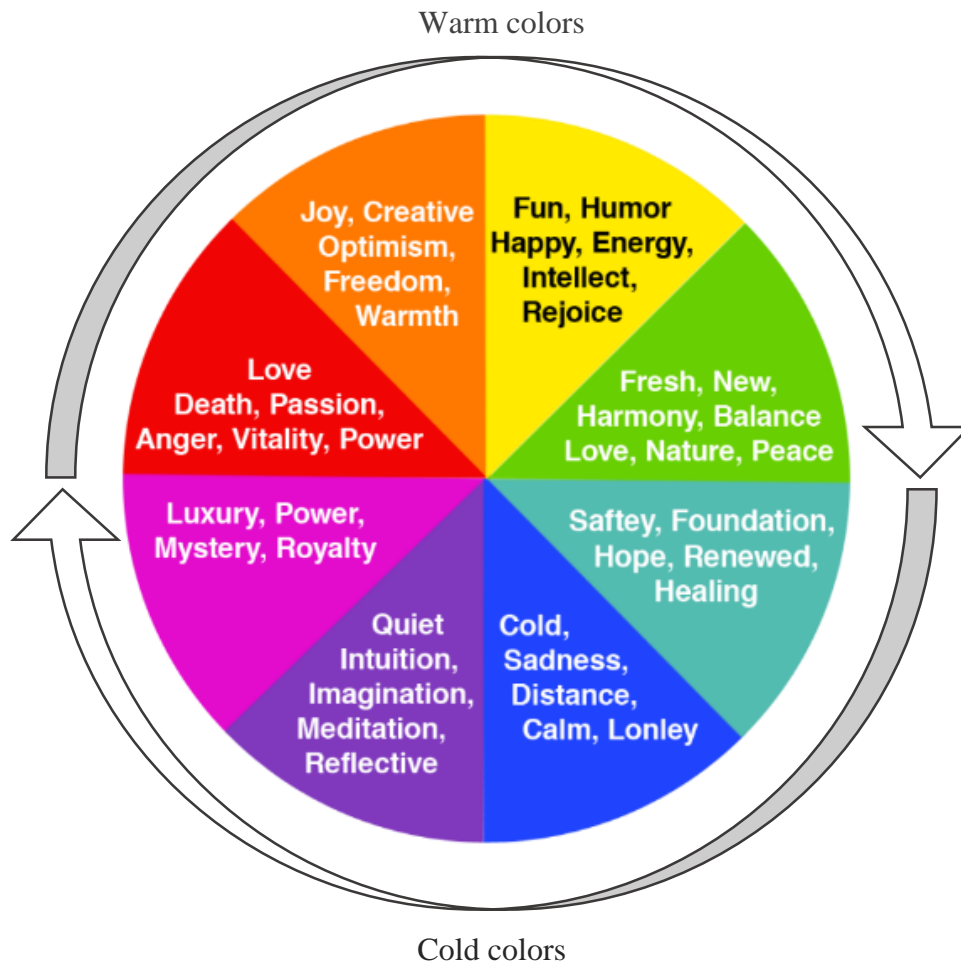 Warm colors
Joy, Creative
Optimism,
Freedom,
Warmth
Fun, Humor
Happy, Energy,
Intellect,
Rejoice
Love
Death, Passion,
Anger, Vitality, Power
Fresh, New,
Harmony, Balance
Love, Nature, Peace
Luxury, Power,
Mystery, Royalty
Saftey, Foundation,
Hope, Renewed,
Healing
Quiet
Intuition,
Imagination,
Meditation,
Reflective
Cold,
Sadness,
Distance,
Calm, Lonley
Cold colors